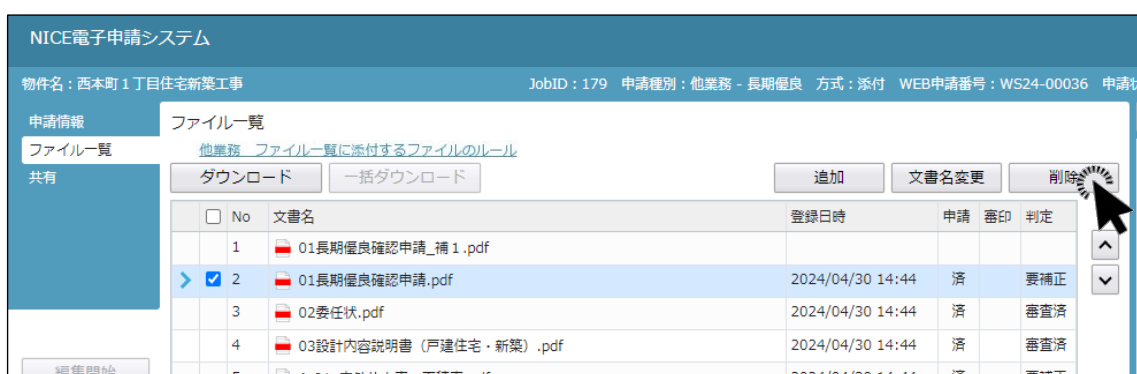 NICE電子申請システム
物件名：西本町１丁目住宅新築工事 JobID：179 申請種別：他業務 - 長期優良 方式：添付 WEB申請番号：WS24-00036 申請
申請情報
ファイル一覧
共有
編集開始
ファイル一覧
他業務　ファイル一覧に添付するファイルのルール
ダウンロード 一括ダウンロード 追加 文書名変更 削除
No 文書名 登録日時 申請 審印 判定
1 01長期優良確認申請_補１.pdf
2 01長期優良確認申請.pdf 2024/04/30 14:44 済 要補正
3 02委任状.pdf 2024/04/30 14:44 済 審査済
4 03設計内容説明書（戸建住宅・新築）.pdf 2024/04/30 14:44 済 審査済